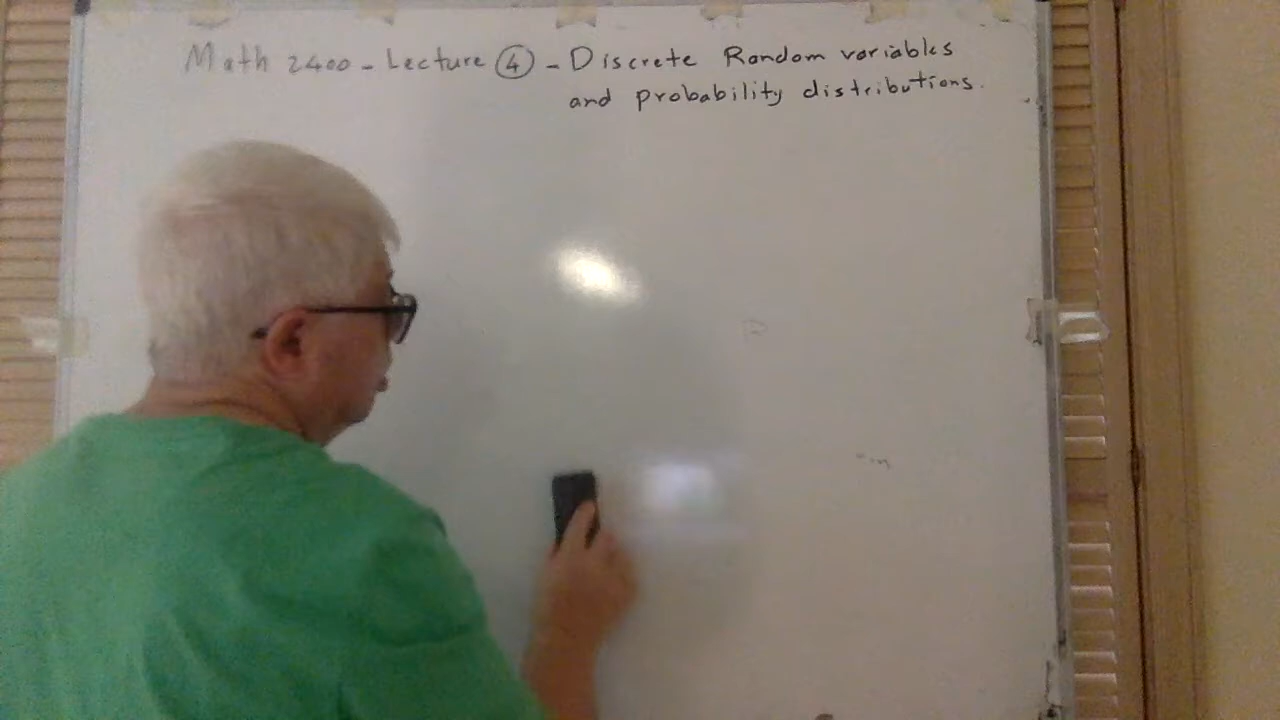 Math 2400 - Lecture ④ - Discrete Random variables
and probability distributions.